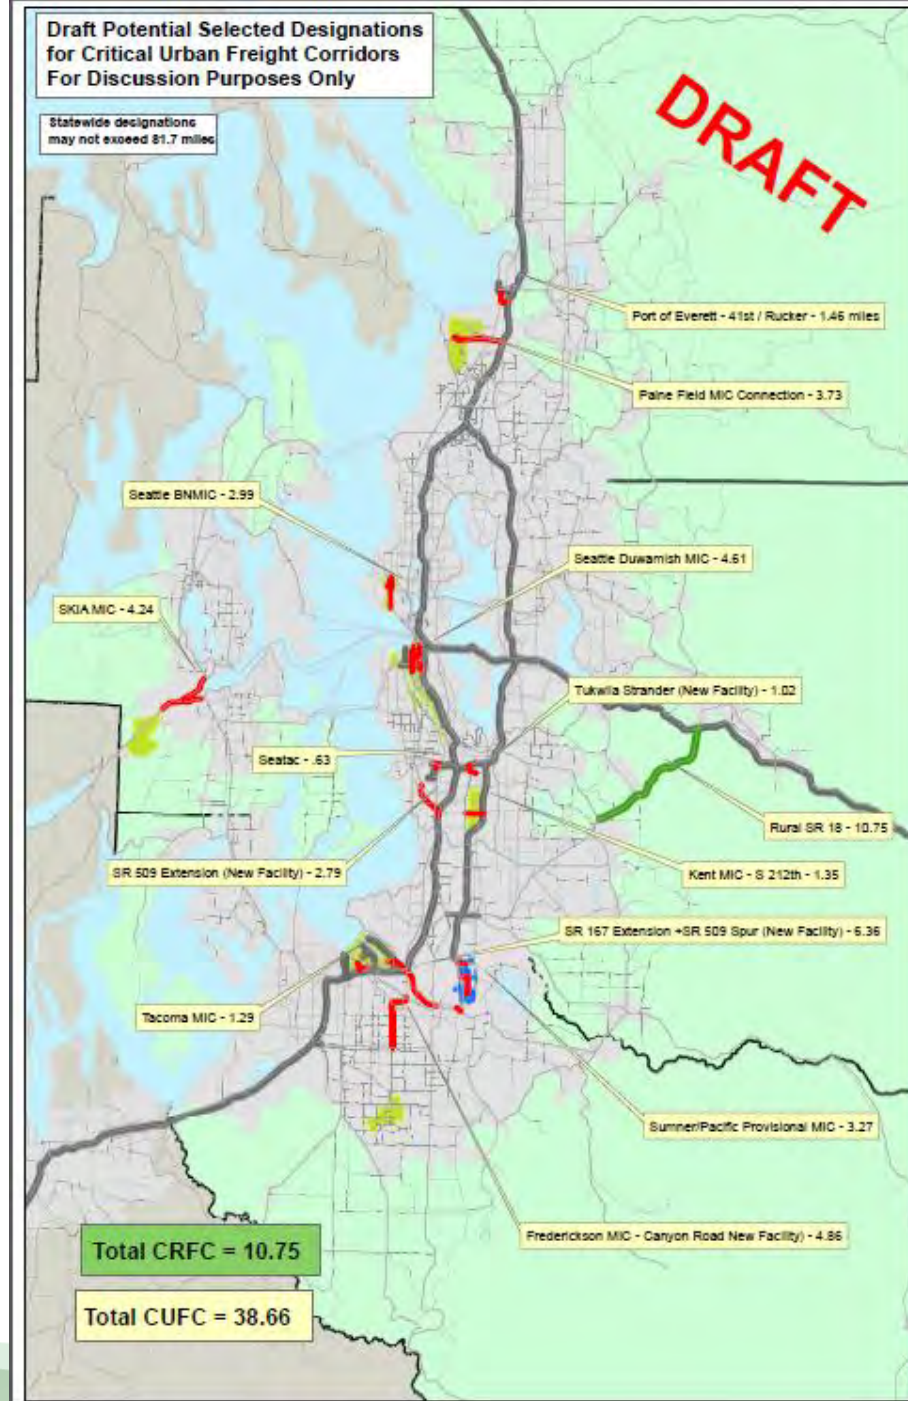 Draft Potential Selected Designations
for Critical Urban Freight Corridors
For Discussion Purposes Only
Statewide designations
may not exceed 81.7 miles
DRAFT
Port of Everett - 41st / Rucker - 1.46 miles
Paine Field MIC Connection - 3.73
Seattle BNMIC - 2.99
Seattle Duwamish MIC - 4.61
SKIA MIC - 4.24
Tukwila Strander (New Facility) - 1.02
Seatac - .63
Rural SR 18 - 10.75
SR 509 Extension (New Facility) - 2.79
Kent MIC - S 212th - 1.35
SR 167 Extension +SR 509 Spur (New Facility) - 6.36
Tacoma MIC - 1.29
Sumner/Pacific Provisional MIC - 3.27
Frederickson MIC - Canyon Road New Facility) - 4.86
Total CRFC = 10.75
Total CUFC = 38.66